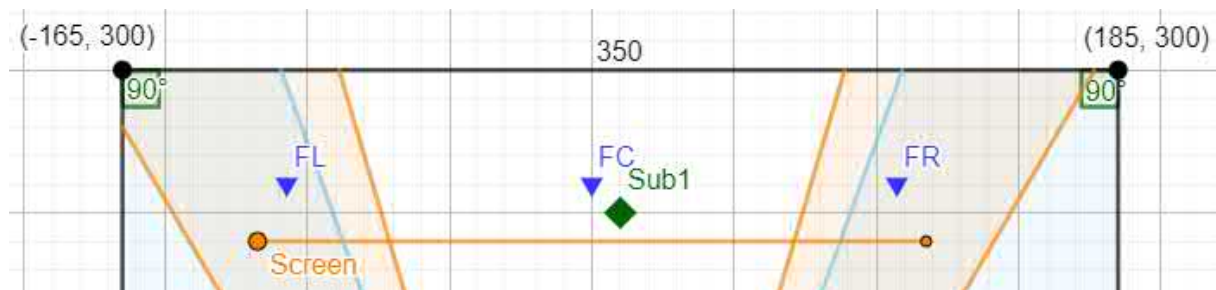 (-165, 300)
350
(185, 300)
90°
90°
FL
FC
FR
Sub1
Screen